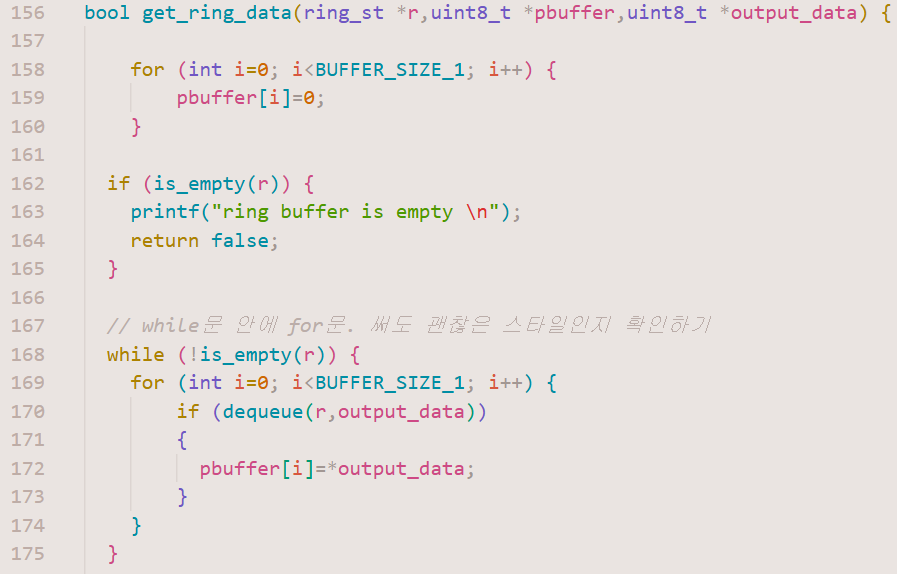 156 bool get_ring_data(ring_st *r,uint8_t *pbuffer,uint8_t *output_data) {
157
158 for (int i=0; i<BUFFER_SIZE_1; i++) {
159 pbuffer[i]=0;
160 }
161
162 if (is_empty(r)) {
163 printf("ring buffer is empty \n");
164 return false;
165 }
166
167 // while문 안에 for문. 써도 괜찮은 스타일인지 확인하기
168 while (!is_empty(r)) {
169 for (int i=0; i<BUFFER_SIZE_1; i++) {
170 if (dequeue(r,output_data))
171 {
172 pbuffer[i]=*output_data;
173 }
174 }
175 }